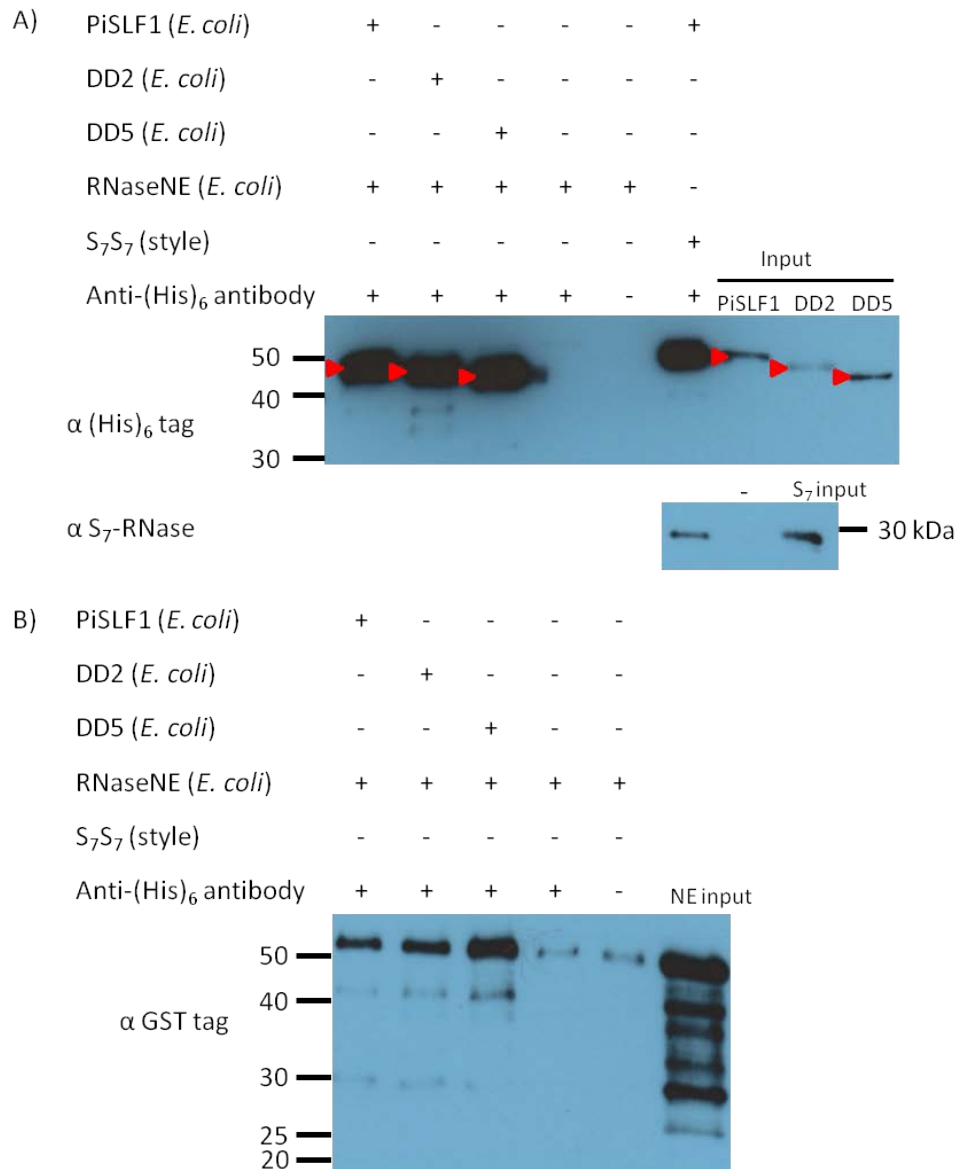 A) PiSLF1 (E. coli) + - - - - +
DD2 (E. coli) - + - - - -
DD5 (E. coli) - - + - - -
RNaseNE (E. coli) + + + + + -
S₇S₇ (style) - - - - - +
Input
Anti-(His)₆ antibody + + + + - + PiSLF1 DD2 DD5
50
40
α (His)₆ tag
30
- S₇ input
α S₇-RNase 30 kDa
B) PiSLF1 (E. coli) + - - - -
DD2 (E. coli) - + - - -
DD5 (E. coli) - - + - -
RNaseNE (E. coli) + + + + +
S₇S₇ (style) - - - - -
Anti-(His)₆ antibody + + + + - NE input
50
40
α GST tag
30
25
20